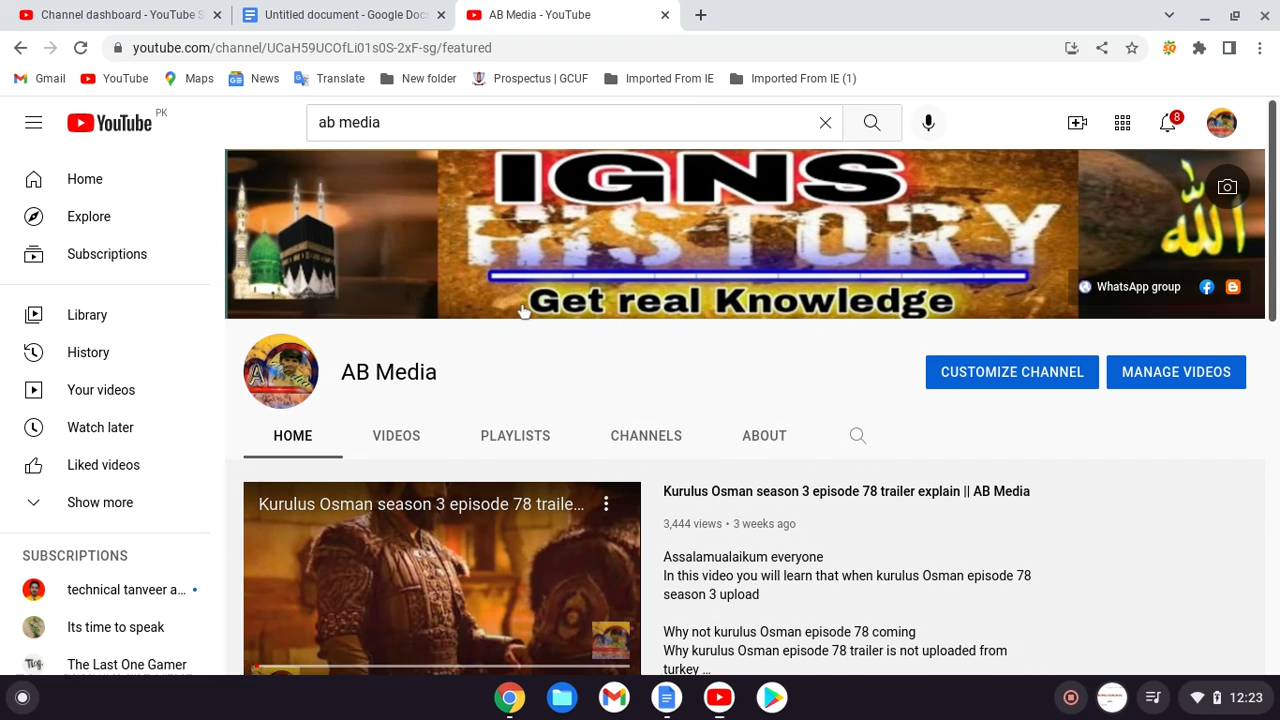 Channel dashboard - YouTube S
Untitled document - Google Docs
AB Media - YouTube
youtube.com/channel/UCaH59UCOfLi01s0S-2xF-sg/featured
Gmail
YouTube
Maps
News
Translate
New folder
Prospectus | GCUF
Imported From IE
Imported From IE (1)
YouTube PK
ab media
8
Home
Explore
Subscriptions
Library
History
Your videos
Watch later
Liked videos
Show more
SUBSCRIPTIONS
technical tanveer a...
Its time to speak
The Last One Gamer
IGNS
HiSTORY
Get real Knowledge
الله
WhatsApp group
AB Media
CUSTOMIZE CHANNEL
MANAGE VIDEOS
HOME
VIDEOS
PLAYLISTS
CHANNELS
ABOUT
Kurulus Osman season 3 episode 78 traile...
Kurulus Osman season 3 episode 78 trailer explain || AB Media
3,444 views • 3 weeks ago
Assalamualaikum everyone
In this video you will learn that when kurulus Osman episode 78
season 3 upload
Why not kurulus Osman episode 78 coming
Why kurulus Osman episode 78 trailer is not uploaded from
turkey ...
12:23